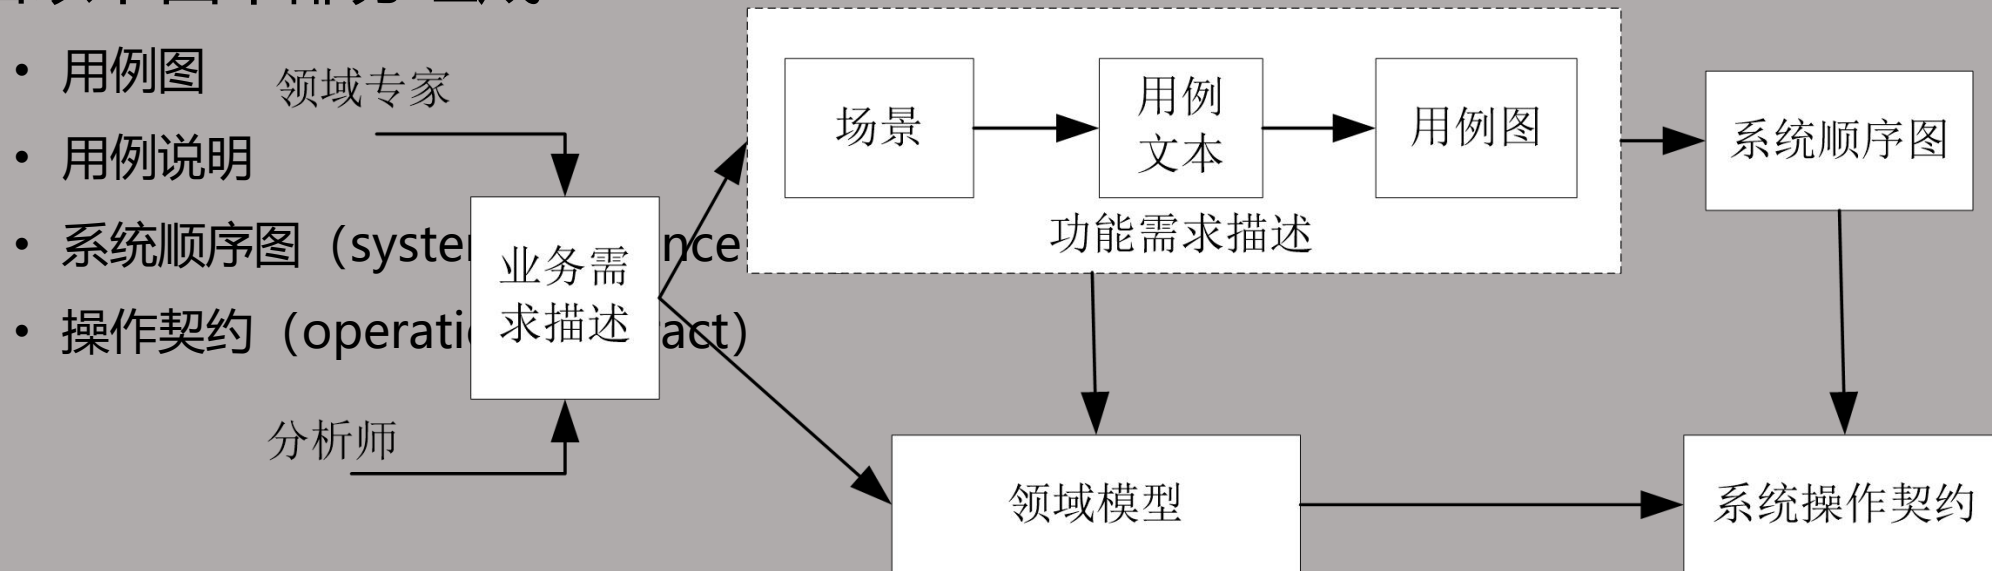 • 用例图
• 用例说明
• 系统顺序图（syste nce
• 操作契约（operati act）
领域专家
业务需
求描述
分析师
场景
用例
文本
用例图
功能需求描述
系统顺序图
领域模型
系统操作契约